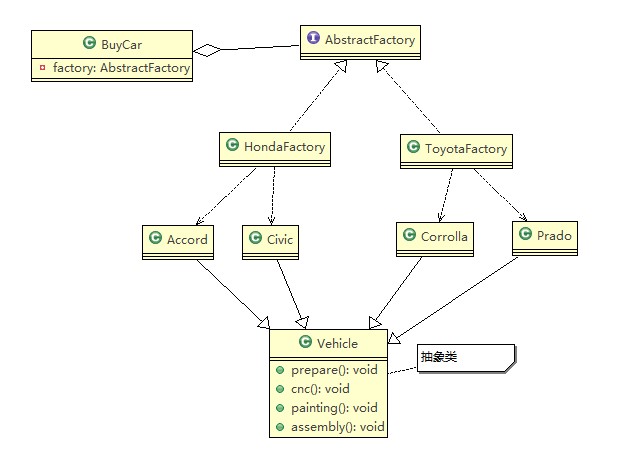 BuyCar
factory: AbstractFactory
AbstractFactory
HondaFactory
ToyotaFactory
Accord
Civic
Corrolla
Prado
Vehicle
prepare(): void
cnc(): void
painting(): void
assembly(): void
抽象类